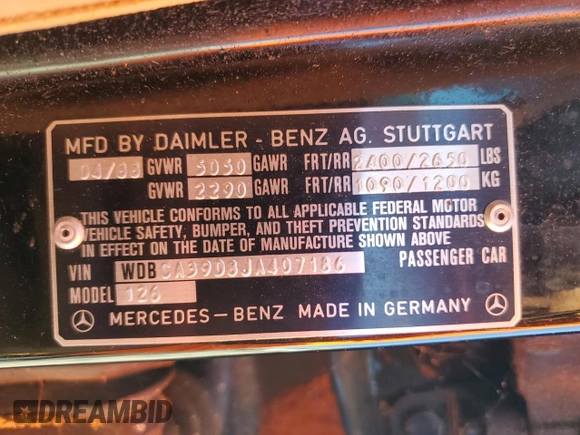 MFD BY DAIMLER - BENZ AG. STUTTGART
04/88 GVWR 5050 GAWR FRT/RR 2400/2650 LBS
GVWR 2290 GAWR FRT/RR 1090/1200 KG
THIS VEHICLE CONFORMS TO ALL APPLICABLE FEDERAL MOTOR
VEHICLE SAFETY, BUMPER, AND THEFT PREVENTION STANDARDS
IN EFFECT ON THE DATE OF MANUFACTURE SHOWN ABOVE
VIN WDBCA39D3JA407186 PASSENGER CAR
MODEL 126
MERCEDES-BENZ MADE IN GERMANY
DREAMBID